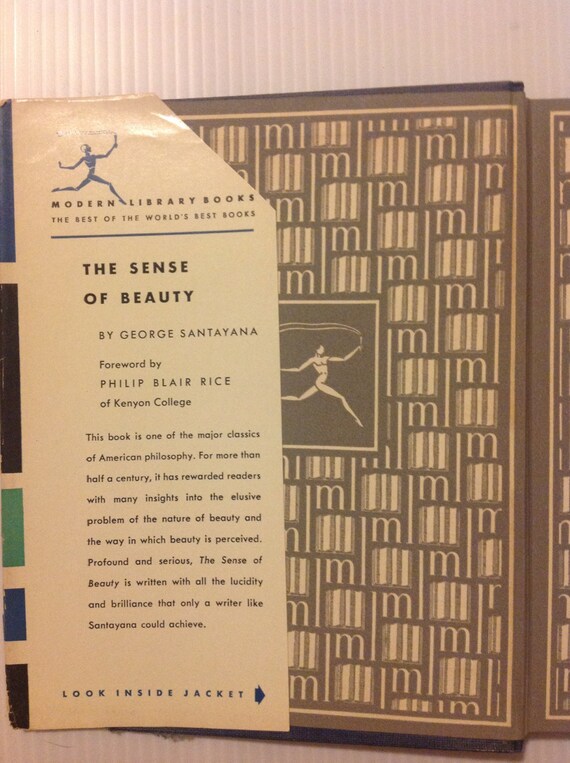 MODERN LIBRARY BOOKS
THE BEST OF THE WORLD'S BEST BOOKS
THE SENSE
OF BEAUTY
BY GEORGE SANTAYANA
Foreword by
PHILIP BLAIR RICE
of Kenyon College
This book is one of the major classics
of American philosophy. For more than
half a century, it has rewarded readers
with many insights into the elusive
problem of the nature of beauty and
the way in which beauty is perceived.
Profound and serious, The Sense of
Beauty is written with all the lucidity
and brilliance that only a writer like
Santayana could achieve.
LOOK INSIDE JACKET